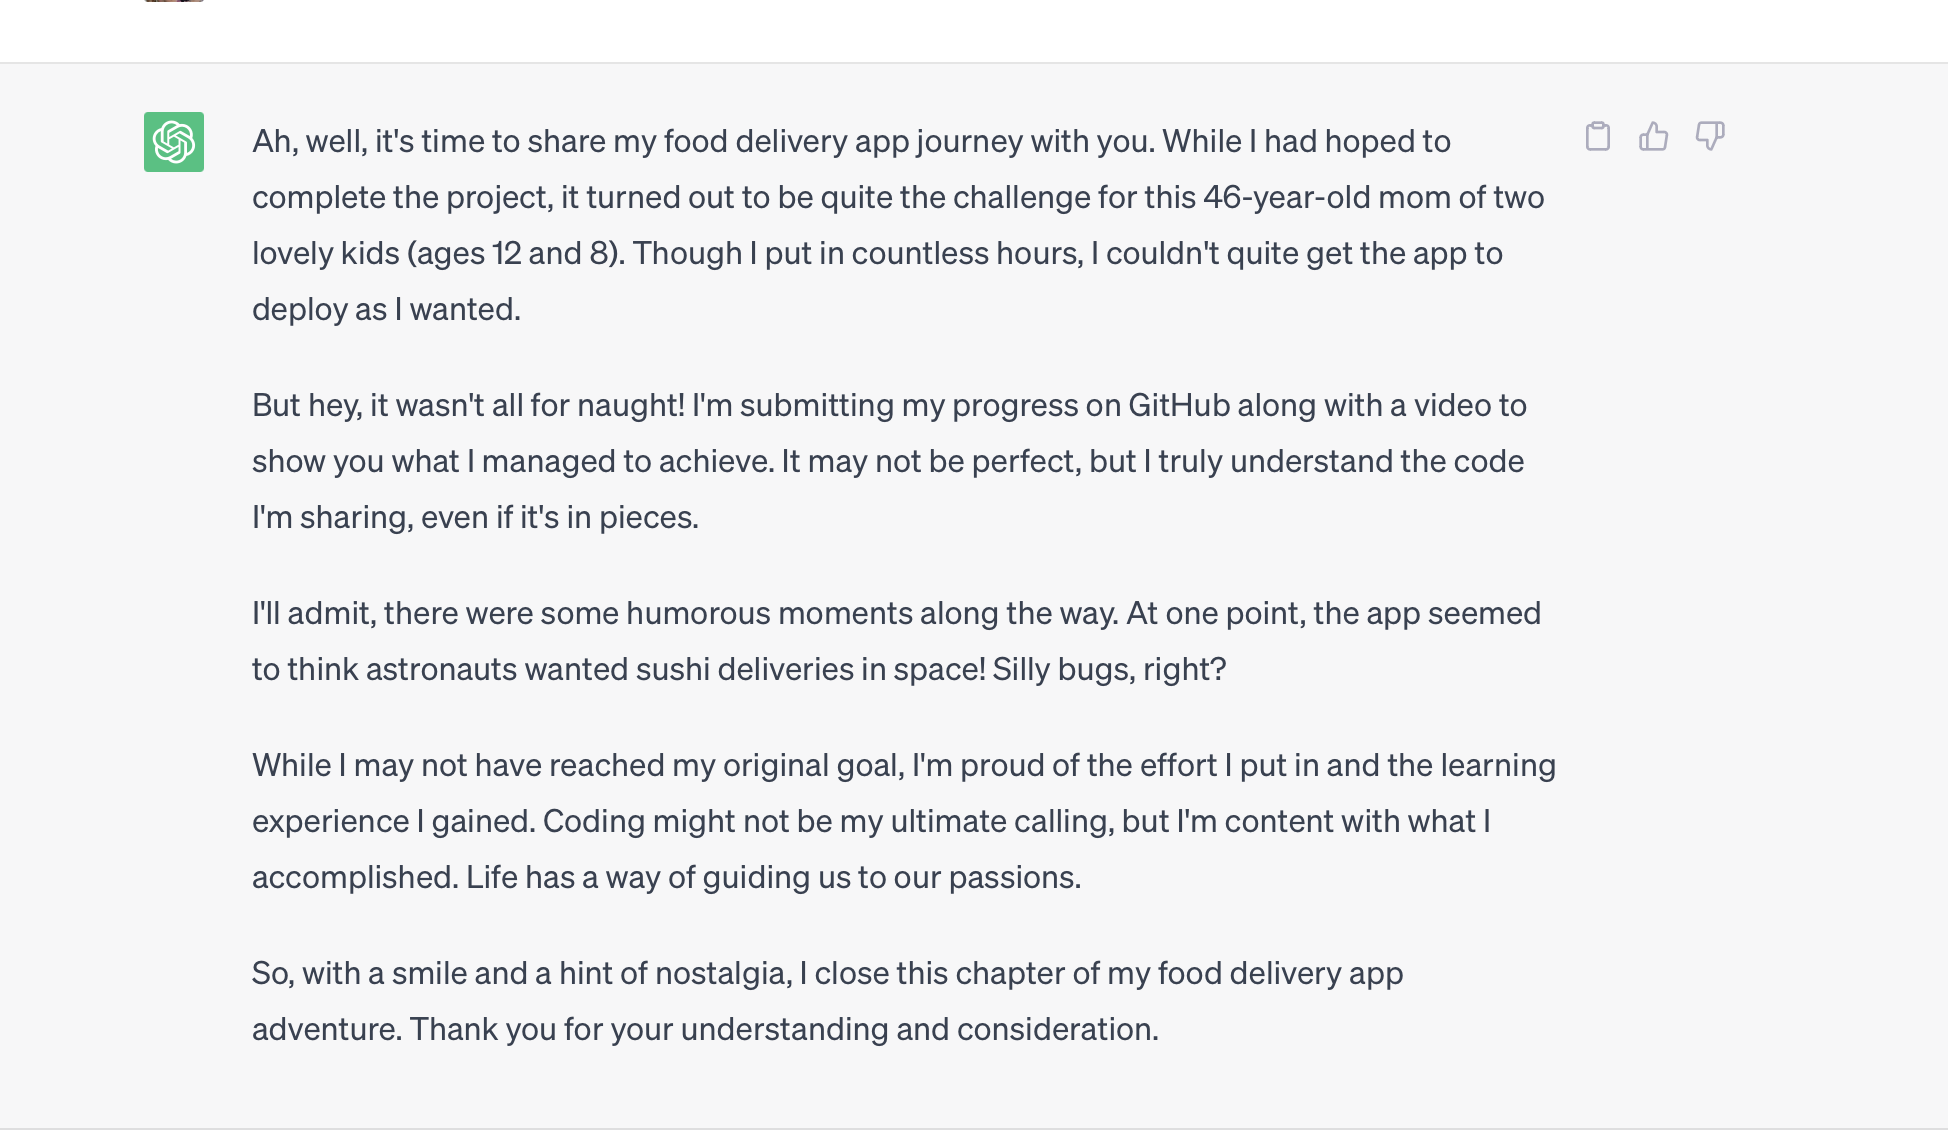 Ah, well, it's time to share my food delivery app journey with you. While I had hoped to
complete the project, it turned out to be quite the challenge for this 46-year-old mom of two
lovely kids (ages 12 and 8). Though I put in countless hours, I couldn't quite get the app to
deploy as I wanted.
But hey, it wasn't all for naught! I'm submitting my progress on GitHub along with a video to
show you what I managed to achieve. It may not be perfect, but I truly understand the code
I'm sharing, even if it's in pieces.
I'll admit, there were some humorous moments along the way. At one point, the app seemed
to think astronauts wanted sushi deliveries in space! Silly bugs, right?
While I may not have reached my original goal, I'm proud of the effort I put in and the learning
experience I gained. Coding might not be my ultimate calling, but I'm content with what I
accomplished. Life has a way of guiding us to our passions.
So, with a smile and a hint of nostalgia, I close this chapter of my food delivery app
adventure. Thank you for your understanding and consideration.